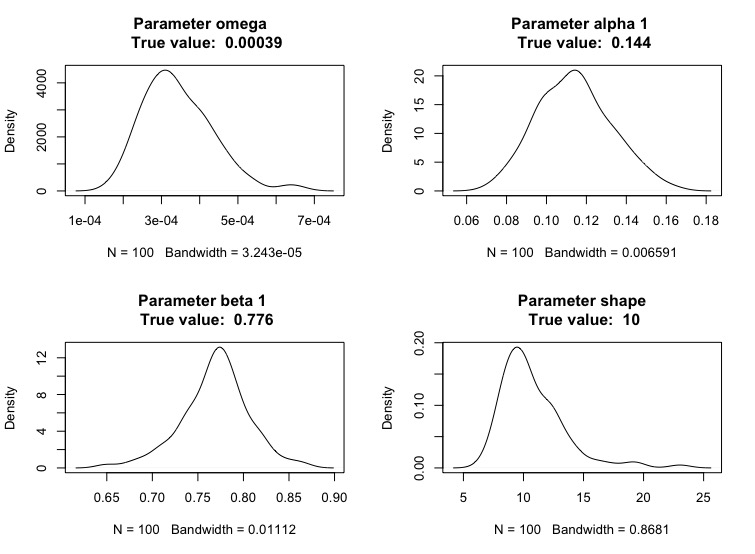 Parameter omega
True value:  0.00039
Density
0
2000
4000
1e-04
3e-04
5e-04
7e-04
N = 100   Bandwidth = 3.243e-05
Parameter alpha 1
True value:  0.144
Density
0
5
10
15
20
0.06
0.08
0.10
0.12
0.14
0.16
0.18
N = 100   Bandwidth = 0.006591
Parameter beta 1
True value:  0.776
Density
0
4
8
12
0.65
0.70
0.75
0.80
0.85
0.90
N = 100   Bandwidth = 0.01112
Parameter shape
True value:  10
Density
0.00
0.10
0.20
5
10
15
20
25
N = 100   Bandwidth = 0.8681